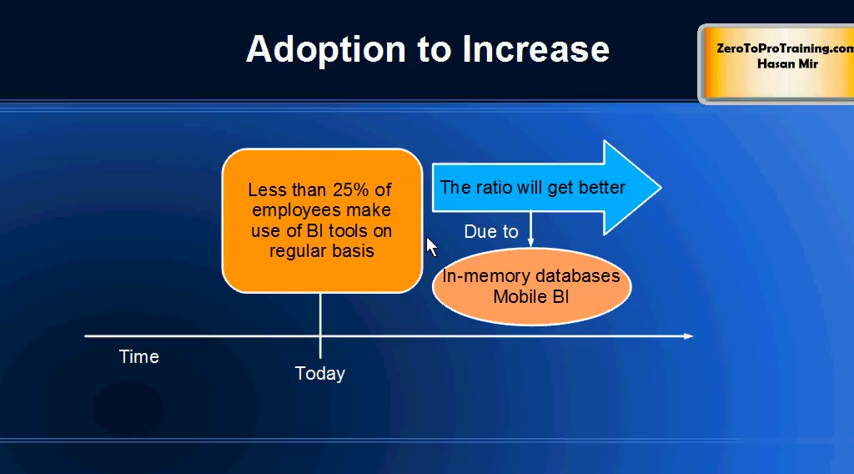 Adoption to Increase
ZeroToProTraining.com
Hasan Mir
Less than 25% of
employees make
use of BI tools on
regular basis
The ratio will get better
Due to
In-memory databases
Mobile BI
Time
Today